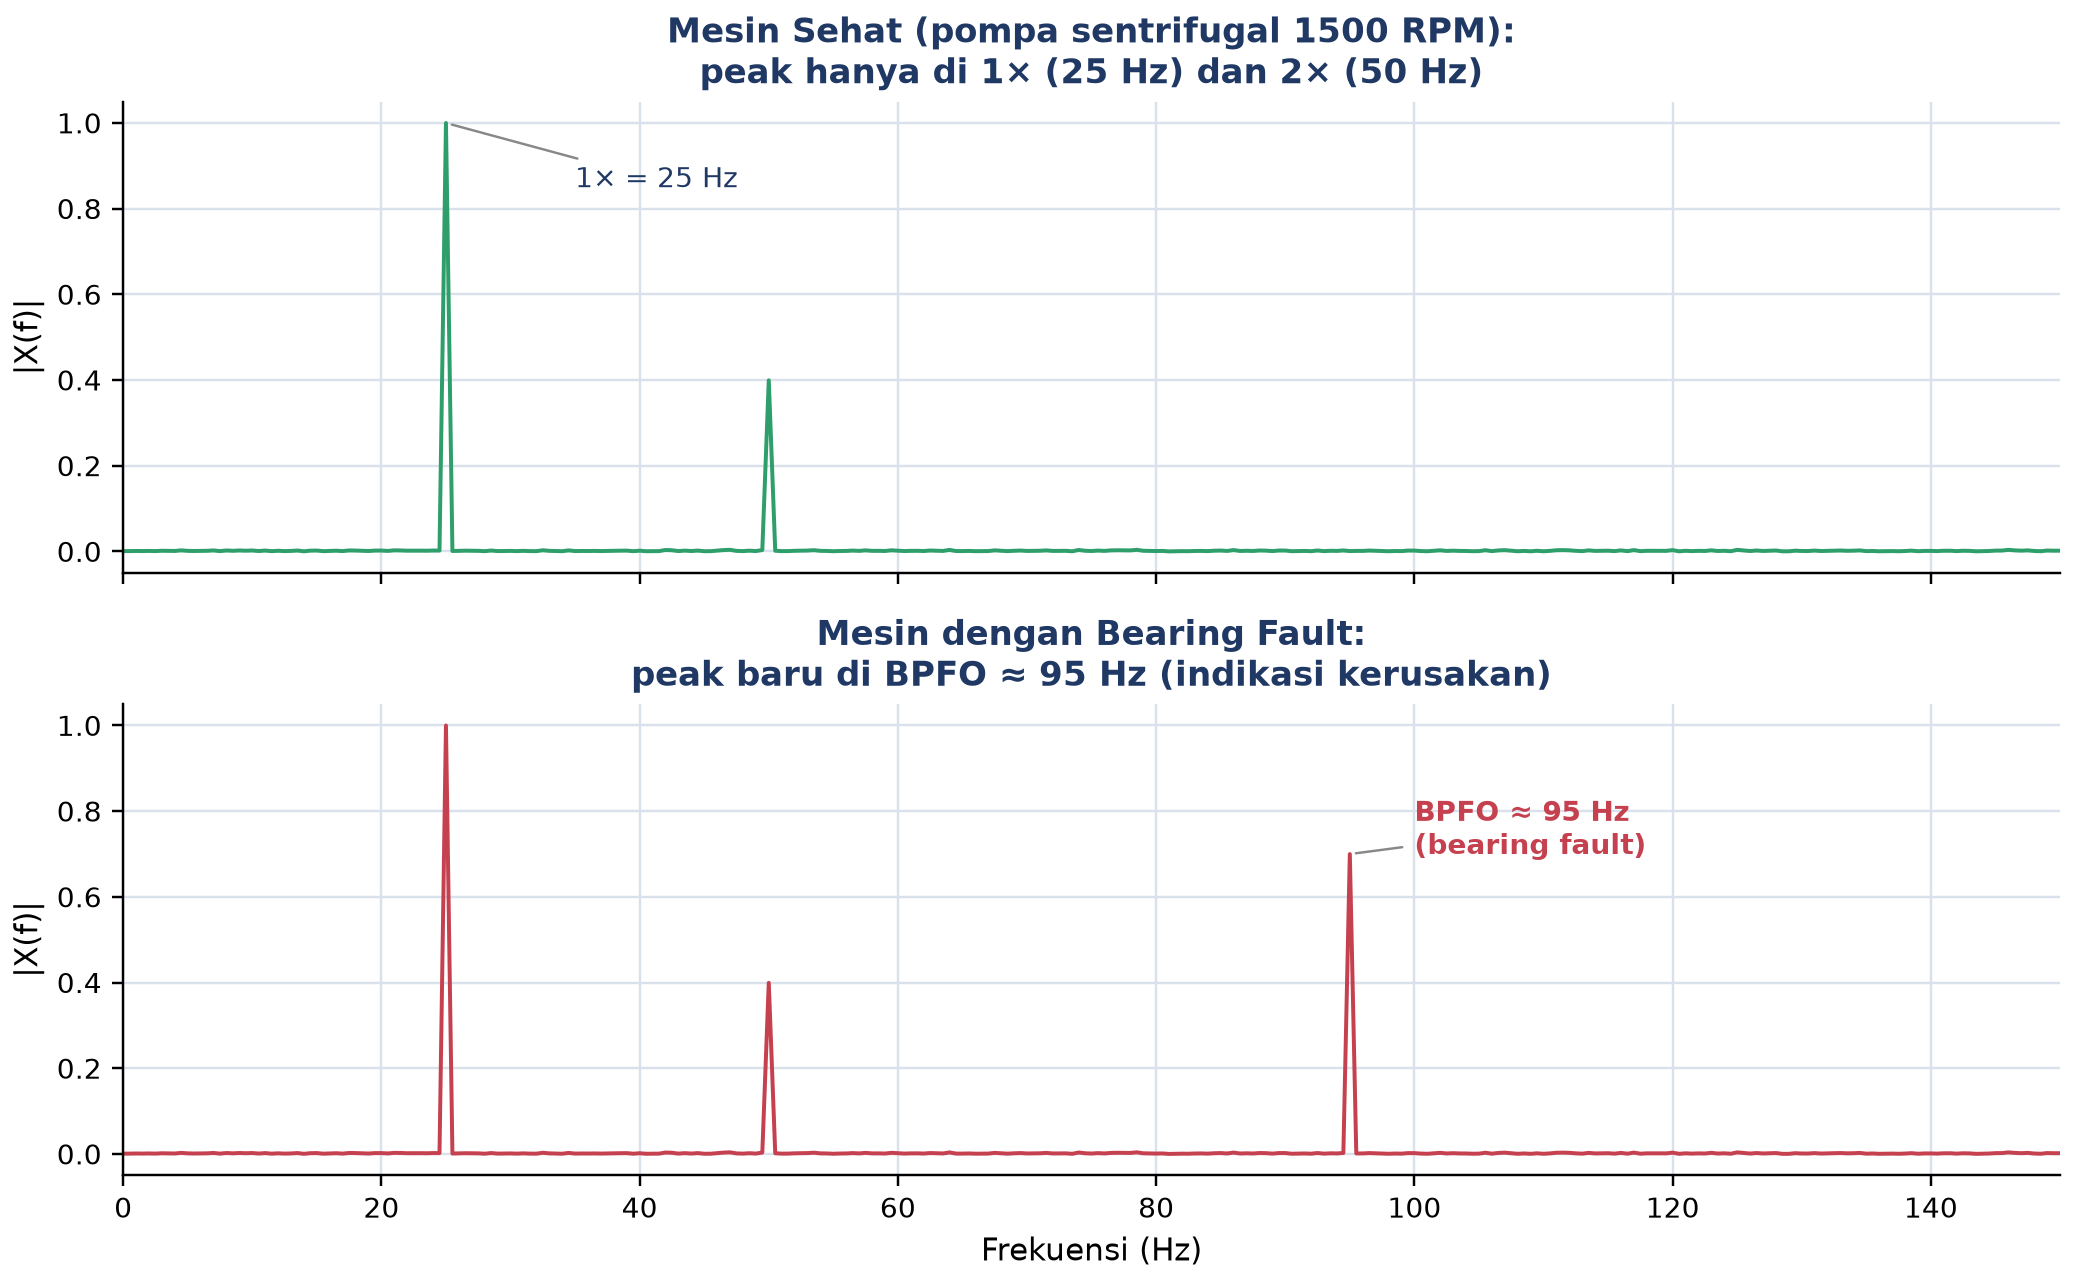 Mesin Sehat (pompa sentrifugal 1500 RPM):
peak hanya di 1× (25 Hz) dan 2× (50 Hz)
1.0
0.8
0.6
0.4
0.2
0.0
|X(f)|
1× = 25 Hz
Mesin dengan Bearing Fault:
peak baru di BPFO ≈ 95 Hz (indikasi kerusakan)
1.0
0.8
0.6
0.4
0.2
0.0
|X(f)|
BPFO ≈ 95 Hz
(bearing fault)
0 20 40 60 80 100 120 140
Frekuensi (Hz)